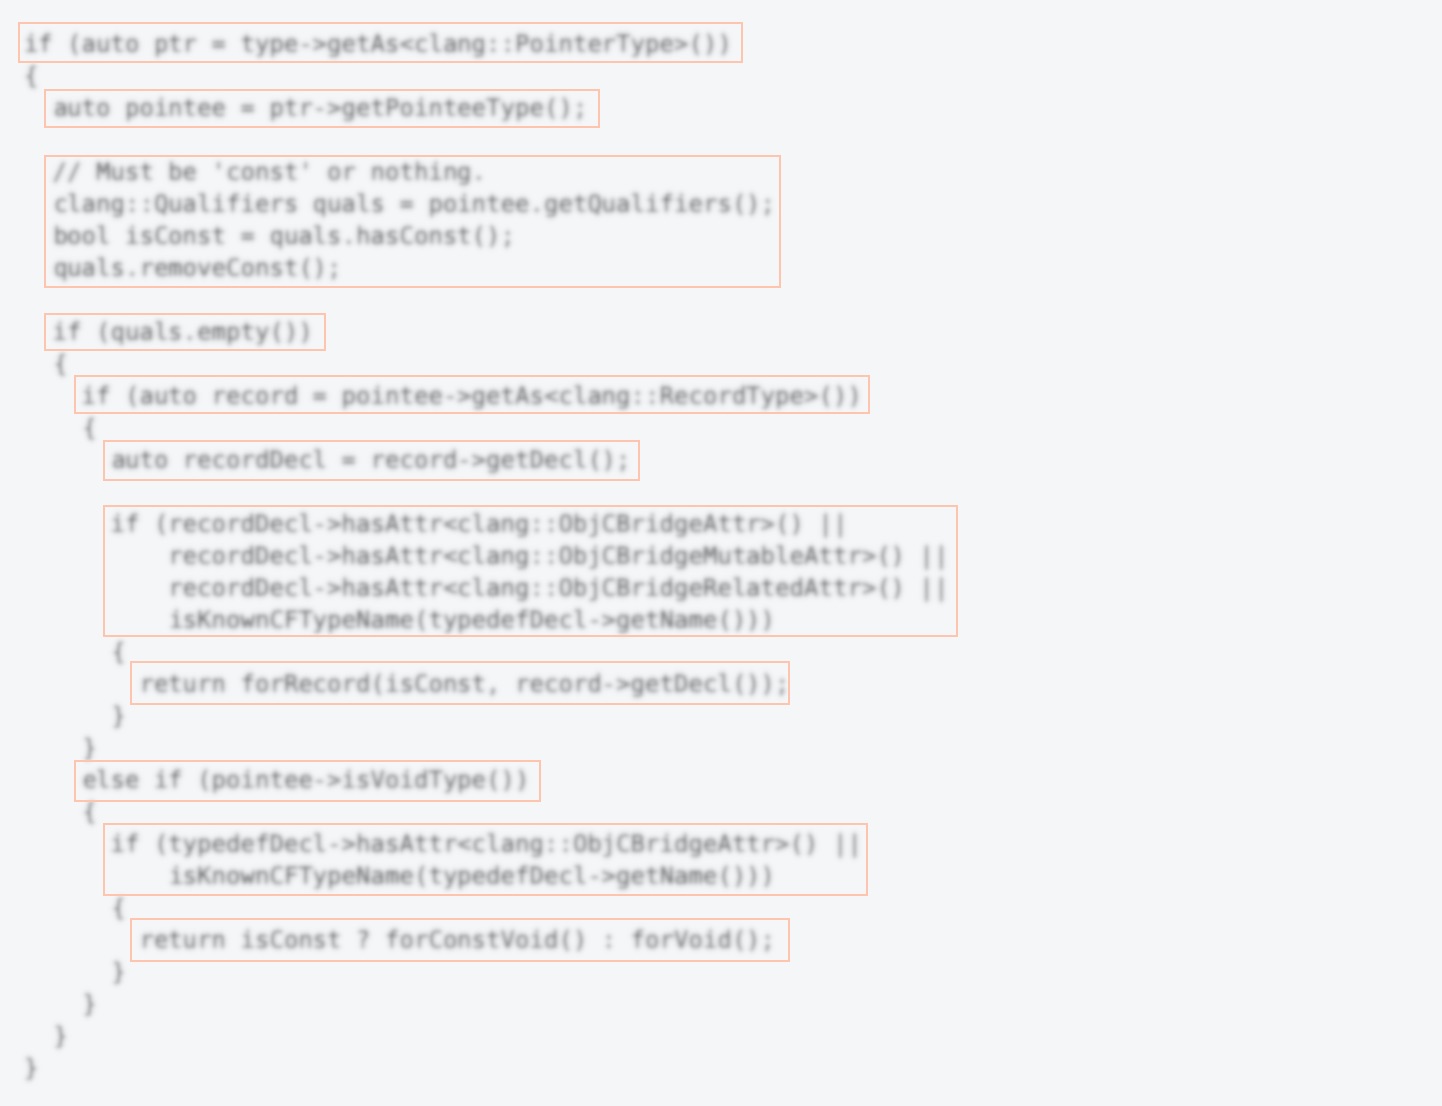 if (auto ptr = type->getAs<clang::PointerType>())
{
  auto pointee = ptr->getPointeeType();

  // Must be 'const' or nothing.
  clang::Qualifiers quals = pointee.getQualifiers();
  bool isConst = quals.hasConst();
  quals.removeConst();

  if (quals.empty())
  {
    if (auto record = pointee->getAs<clang::RecordType>())
    {
      auto recordDecl = record->getDecl();

      if (recordDecl->hasAttr<clang::ObjCBridgeAttr>() ||
          recordDecl->hasAttr<clang::ObjCBridgeMutableAttr>() ||
          recordDecl->hasAttr<clang::ObjCBridgeRelatedAttr>() ||
          isKnownCFTypeName(typedefDecl->getName()))
      {
        return forRecord(isConst, record->getDecl());
      }
    }
    else if (pointee->isVoidType())
    {
      if (typedefDecl->hasAttr<clang::ObjCBridgeAttr>() ||
          isKnownCFTypeName(typedefDecl->getName()))
      {
        return isConst ? forConstVoid() : forVoid();
      }
    }
  }
}